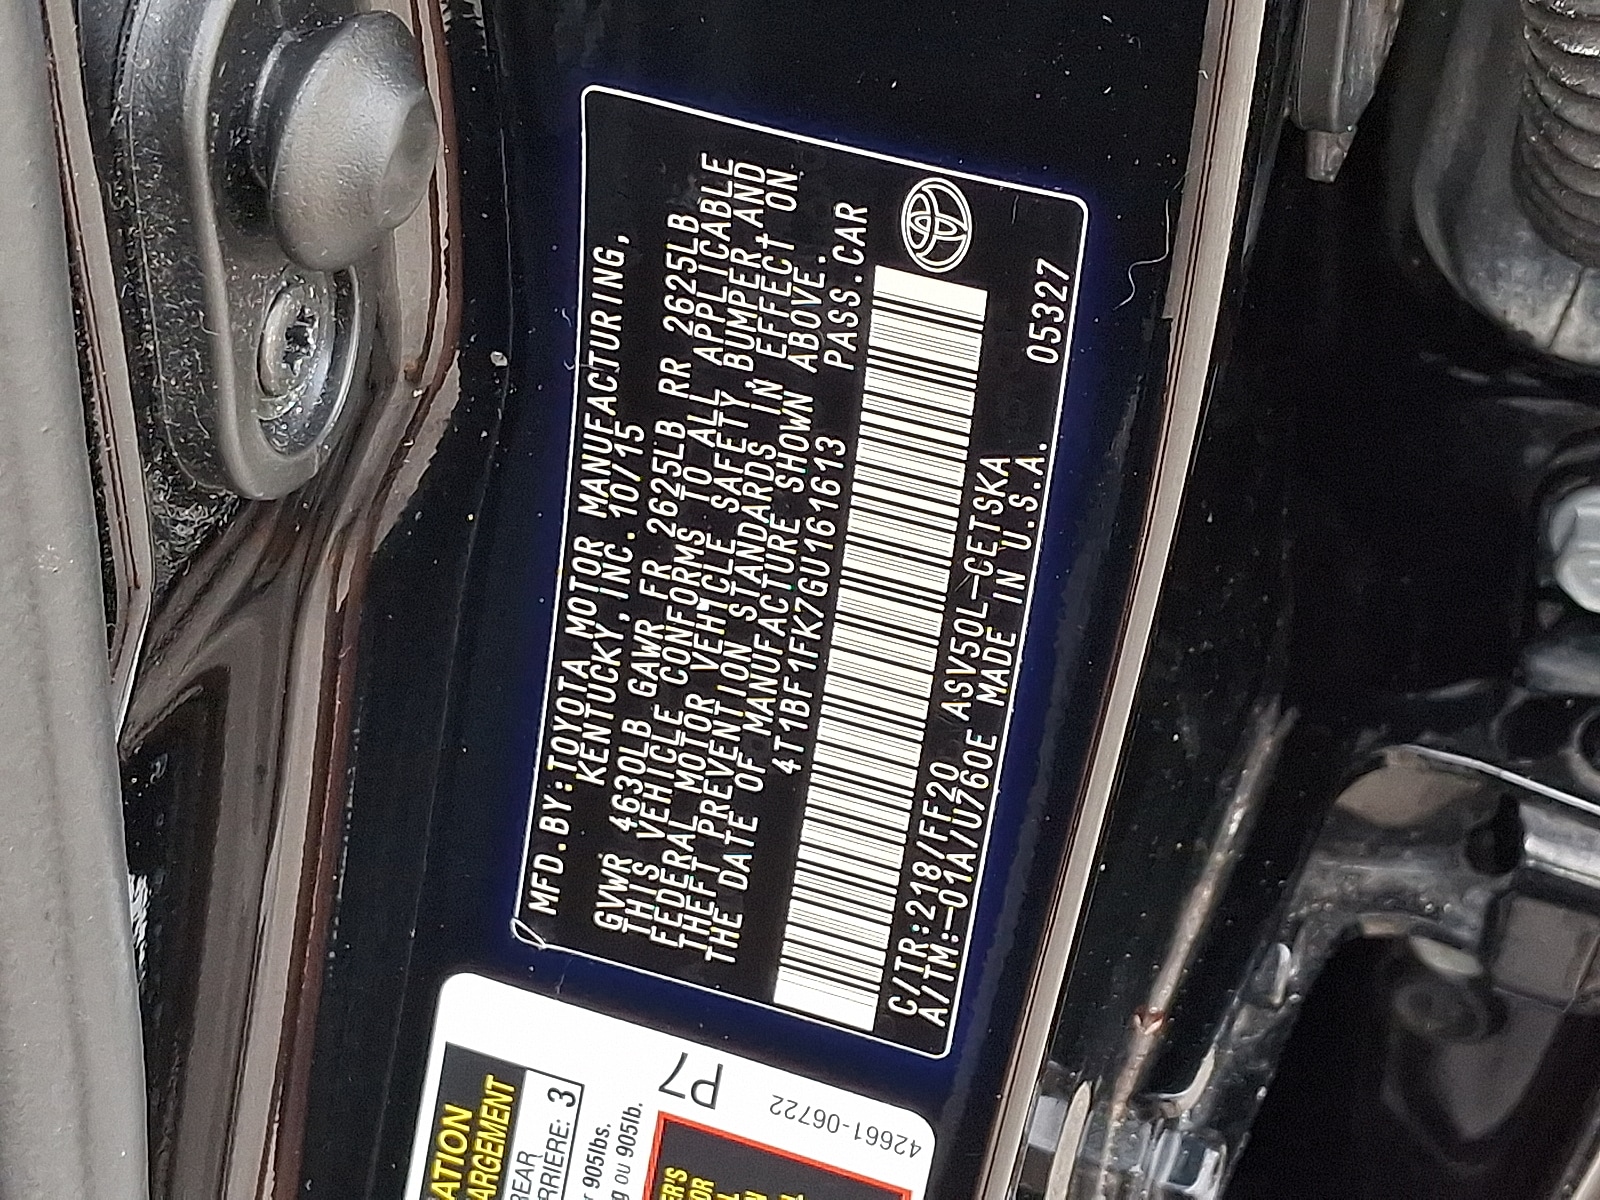 MFD.BY:TOYOTA MOTOR MANUFACTURING,
KENTUCKY, INC. 10/15
GVWR 4630LB GAWR FR 2625LB RR 2625LB
THIS VEHICLE CONFORMS TO ALL APPLICABLE
FEDERAL MOTOR VEHICLE SAFETY, BUMPER, AND
THEFT PREVENTION STANDARDS IN EFFECT ON
THE DATE OF MANUFACTURE SHOWN ABOVE.
4T1BF1FK7GU161613 PASS.CAR
C/TR:218/FF20 ASV50L-CETSKA 05327
A/TM:-01A/U760E MADE IN U.S.A.
P7
42661-06722
ARGEMENT
REAR
RRIERE: 3
905lbs.
ou 905lb.